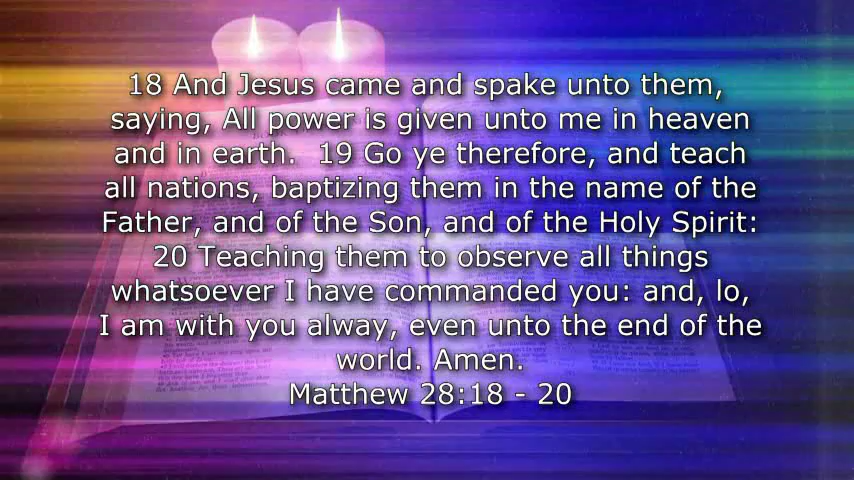 18 And Jesus came and spake unto them,
saying, All power is given unto me in heaven
and in earth.  19 Go ye therefore, and teach
all nations, baptizing them in the name of the
Father, and of the Son, and of the Holy Spirit:
20 Teaching them to observe all things
whatsoever I have commanded you: and, lo,
I am with you alway, even unto the end of the
world. Amen.
Matthew 28:18 - 20